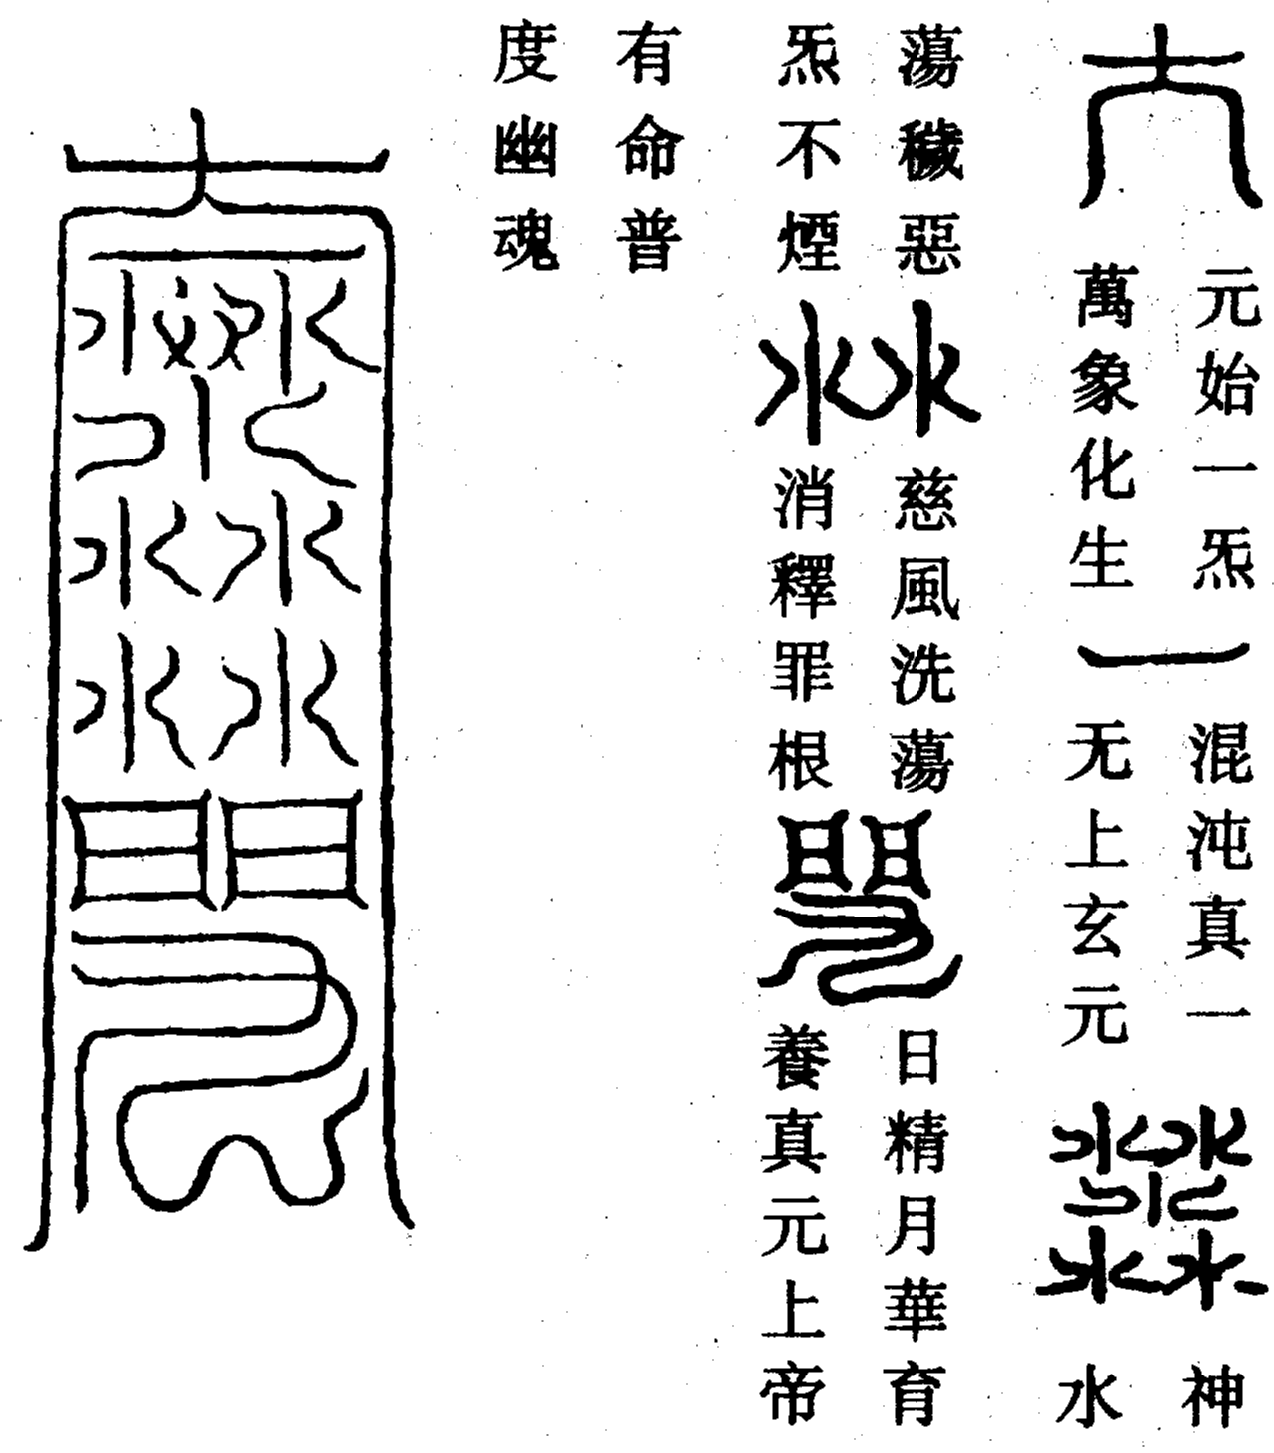 元始一炁
萬象化生
混沌真一
无上玄元
神
水
蕩穢惡
炁不煙
慈風洗蕩
消釋罪根
日精月華育
養真元上帝
有命普
度幽魂